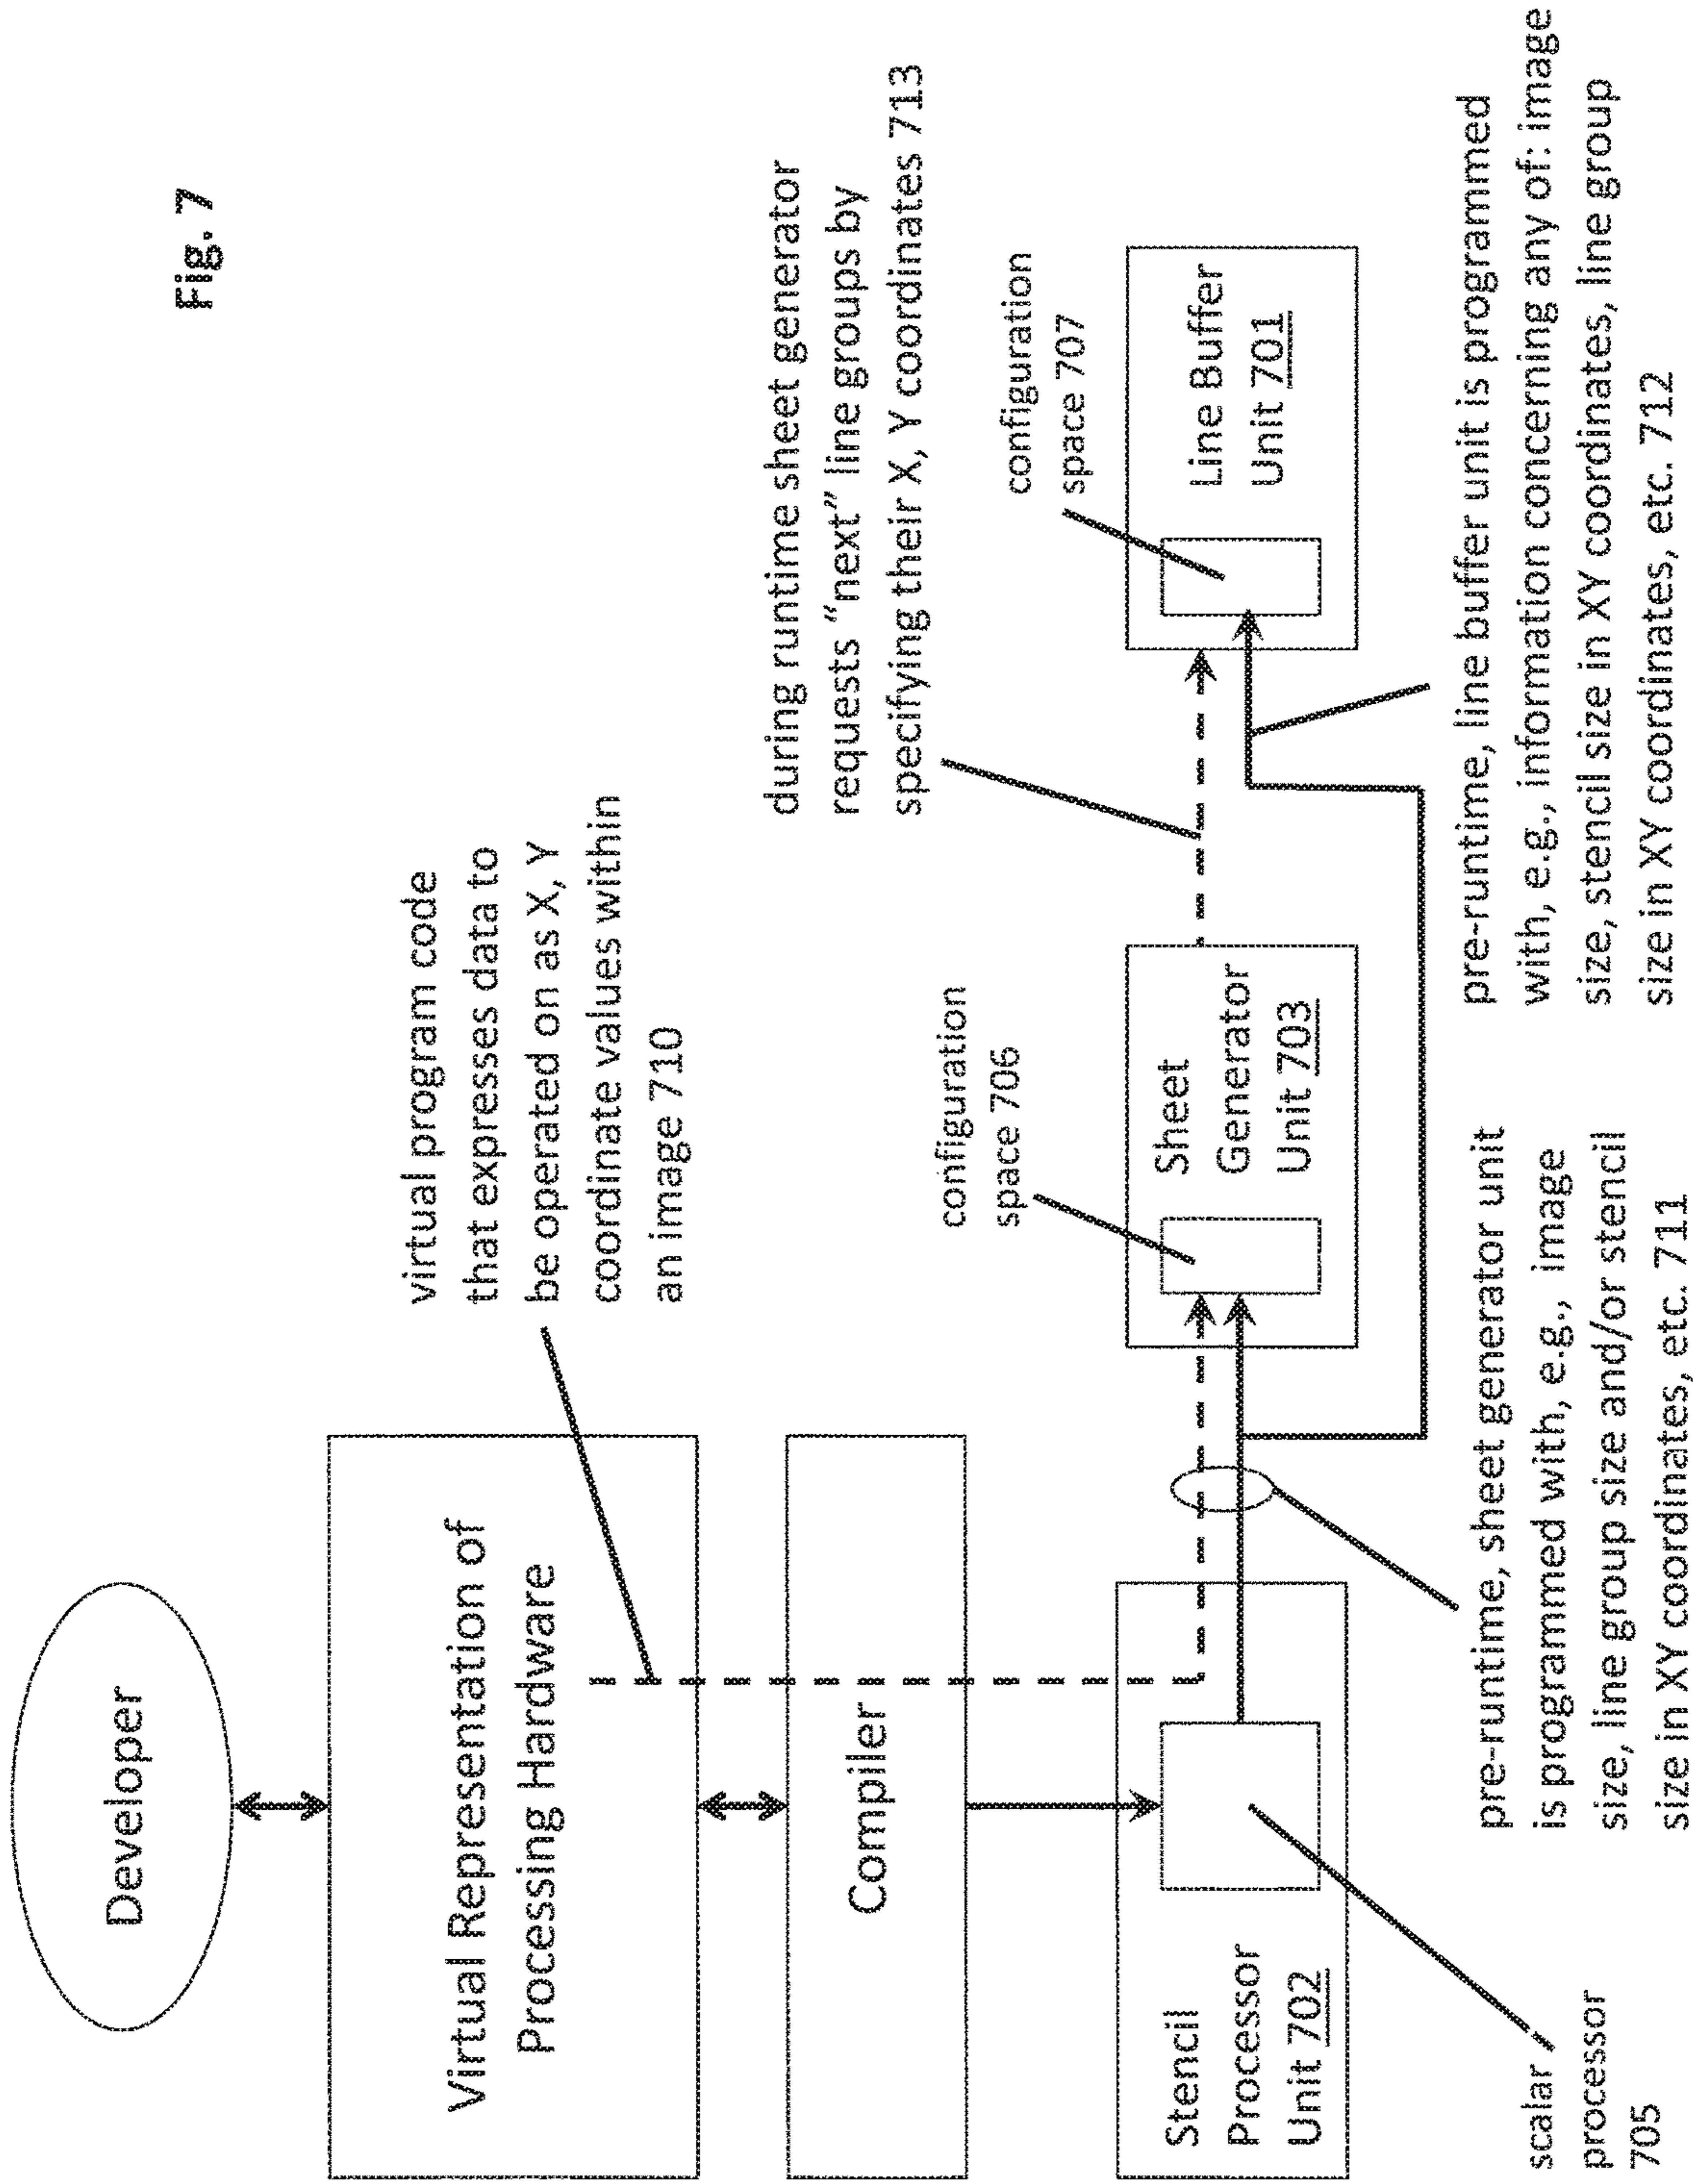 Fig. 7
Developer
Virtual Representation of
Processing Hardware
virtual program code
that expresses data to
be operated on as X, Y
coordinate values within
an image 710
Compiler
during runtime sheet generator
requests “next” line groups by
specifying their X, Y coordinates 713
configuration
space 706
configuration
space 707
Stencil
Processor
Unit 702
Sheet
Generator
Unit 703
Line Buffer
Unit 701
scalar
processor
705
pre-runtime, sheet generator unit
is programmed with, e.g., image
size, line group size and/or stencil
size in XY coordinates, etc. 711
pre-runtime, line buffer unit is programmed
with, e.g., information concerning any of: image
size, stencil size in XY coordinates, line group
size in XY coordinates, etc. 712